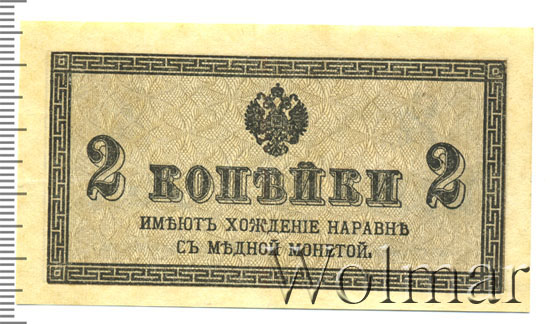 2 КОПѢЙКИ 2
ИМѢЮТЪ ХОЖДЕНІЕ НАРАВНѢ
СЪ МѢДНОЙ МОНЕТОЙ.
Wolmar